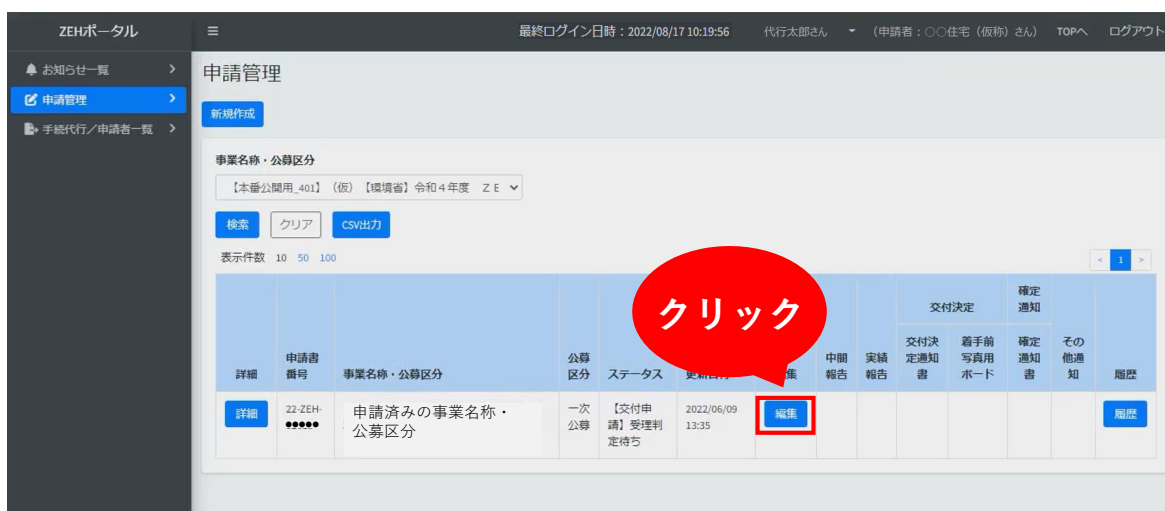 ZEHポータル
最終ログイン日時：2022/08/17 10:19:56
代行太郎さん
（申請者：○○住宅（仮称）さん）
TOPへ
ログアウト
お知らせ一覧
申請管理
手続代行／申請者一覧
申請管理
新規作成
事業名称・公募区分
【本番公開用_401】（仮）【環境省】令和４年度　ＺＥ
検索
クリア
CSV出力
表示件数 10 50 100
< 1 >
クリック
交付決定
確定
通知
詳細
申請書
番号
事業名称・公募区分
公募
区分
ステータス
集
中間
報告
実績
報告
交付決
定通知
書
着手前
写真用
ボード
確定
通知
書
その
他通
知
履歴
詳細
22-ZEH-
●●●●●
申請済みの事業名称・
公募区分
一次
公募
【交付申
請】受理判
定待ち
2022/06/09
13:35
編集
履歴